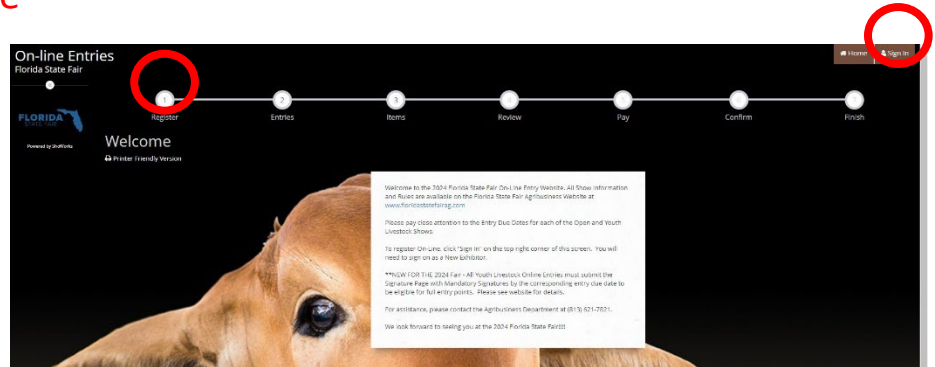 On-line Entries
Florida State Fair
Home Sign In
1 2 3
Register Entries Items Review Pay Confirm Finish
FLORIDA
STATE FAIR
Powered by ShoWorks
Welcome
Printer Friendly Version
Welcome to the 2024 Florida State Fair On-Line Entry Website. All Show Information
and Rules are available on the Florida State Fair Agribusiness Website at
www.floridastatefairag.com
Please pay close attention to the Entry Due Dates for each of the Open and Youth
Livestock Shows.
To register On-Line, click "Sign In" on the top right corner of this screen. You will
need to sign on as a New Exhibitor.
**NEW FOR THE 2024 Fair - All Youth Livestock Online Entries must submit the
Signature Page with Mandatory Signatures by the corresponding entry due date to
be eligible for full entry points. Please see website for details.
For assistance, please contact the Agribusiness Department at (813) 621-7821.
We look forward to seeing you at the 2024 Florida State Fair!!!